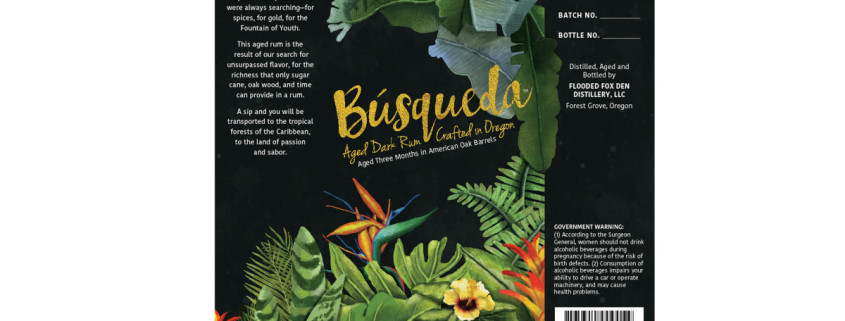 were always searching–for
spices, for gold, for the
Fountain of Youth.
This aged rum is the
result of our search for
unsurpassed flavor, for the
richness that only sugar
cane, oak wood, and time
can provide in a rum.
A sip and you will be
transported to the tropical
forests of the Caribbean,
to the land of passion
and sabor.
Búsqueda™
Aged Dark Rum Crafted in Oregon
Aged Three Months in American Oak Barrels
BATCH NO. ________
BOTTLE NO. ________
Distilled, Aged and
Bottled by
FLOODED FOX DEN
DISTILLERY, LLC
Forest Grove, Oregon
GOVERNMENT WARNING:
(1) According to the Surgeon
General, women should not drink
alcoholic beverages during
pregnancy because of the risk of
birth defects. (2) Consumption of
alcoholic beverages impairs your
ability to drive a car or operate
machinery, and may cause
health problems.